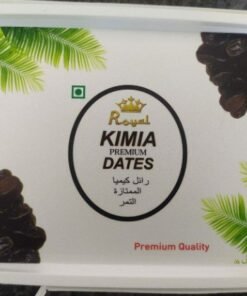 Royal
KIMIA
PREMIUM
DATES
رائل كيميا
الممتازة
التمر
Premium Quality